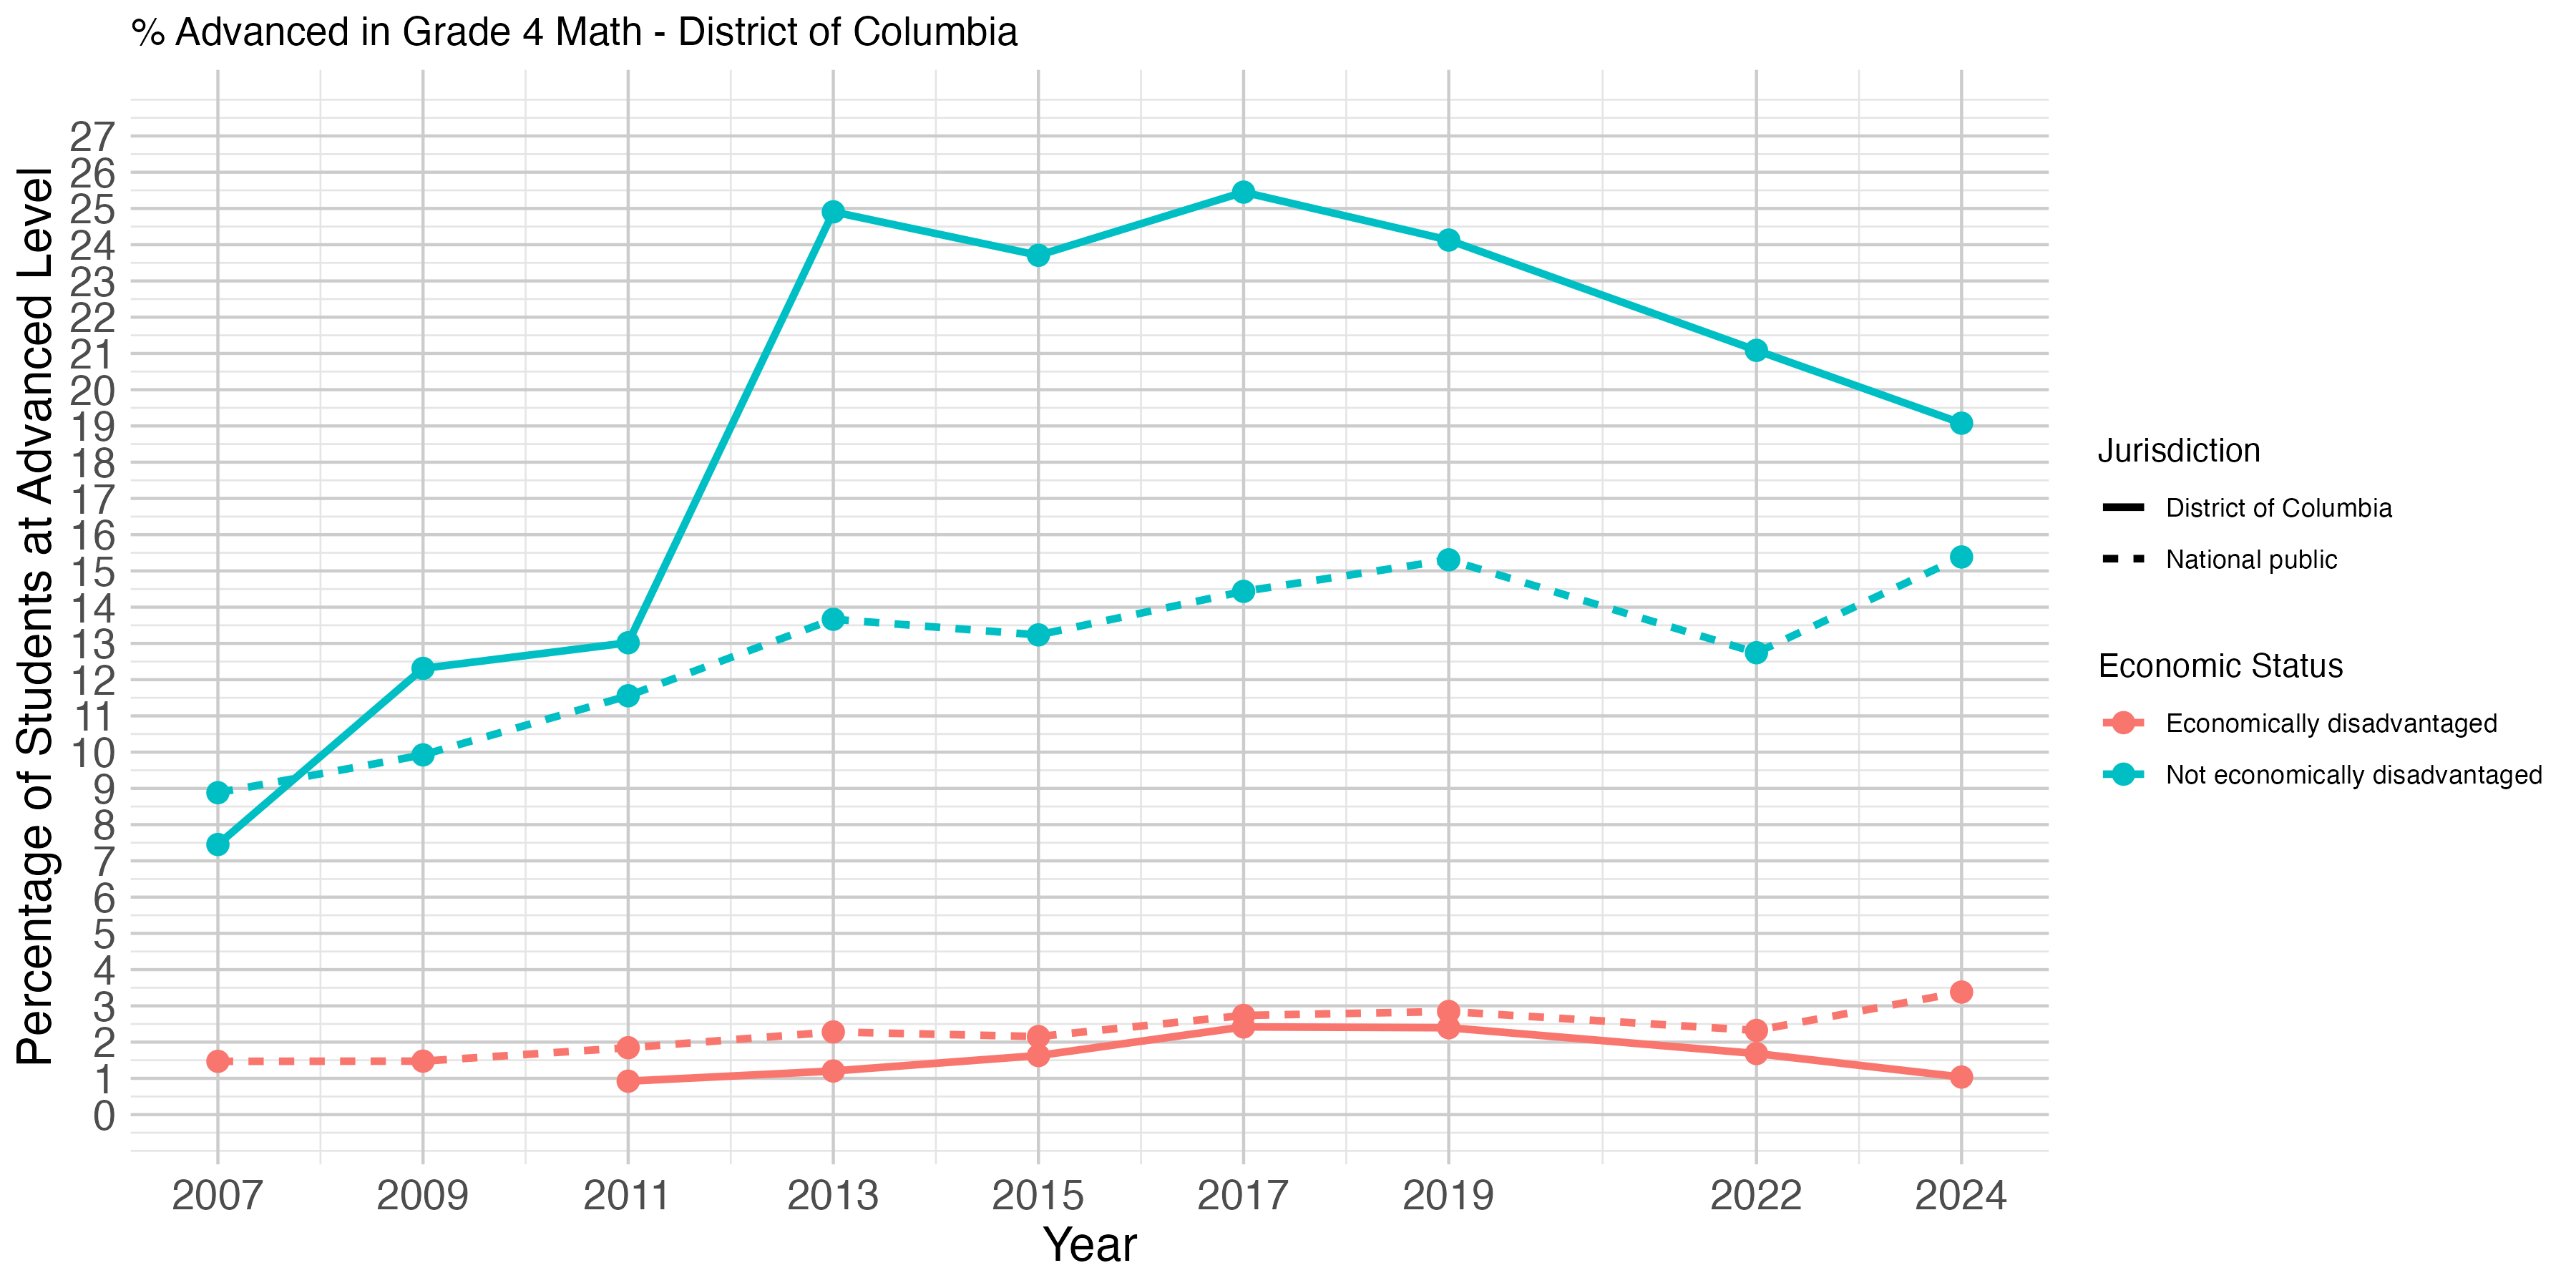 % Advanced in Grade 4 Math - District of Columbia
Percentage of Students at Advanced Level
27
26
25
24
23
22
21
20
19
18
17
16
15
14
13
12
11
10
9
8
7
6
5
4
3
2
1
0
2007 2009 2011 2013 2015 2017 2019 2022 2024
Year
Jurisdiction
District of Columbia
National public
Economic Status
Economically disadvantaged
Not economically disadvantaged